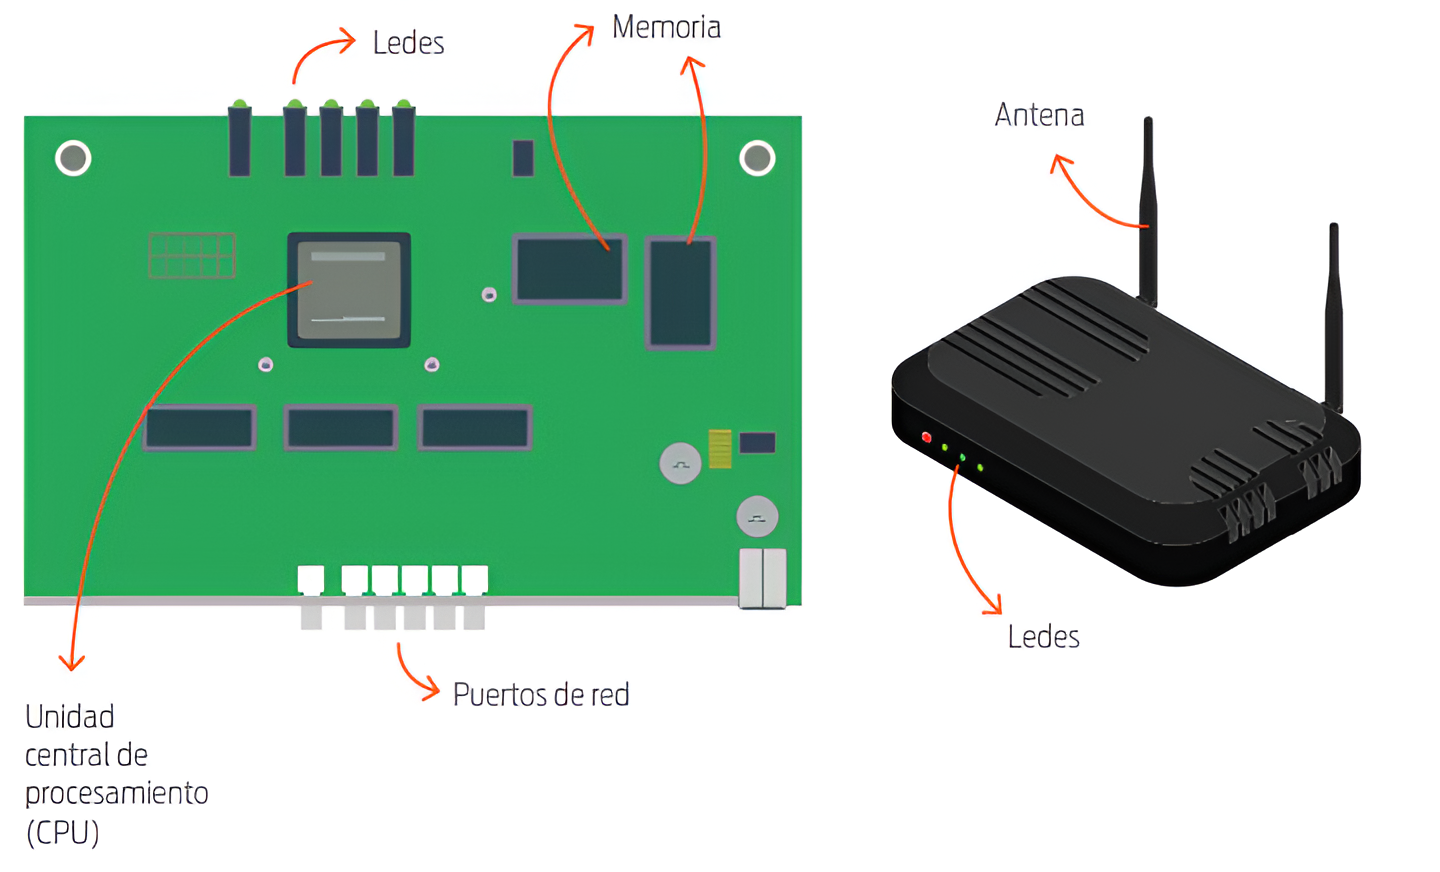 Ledes
Memoria
Antena
Ledes
Puertos de red
Unidad
central de
procesamiento
(CPU)